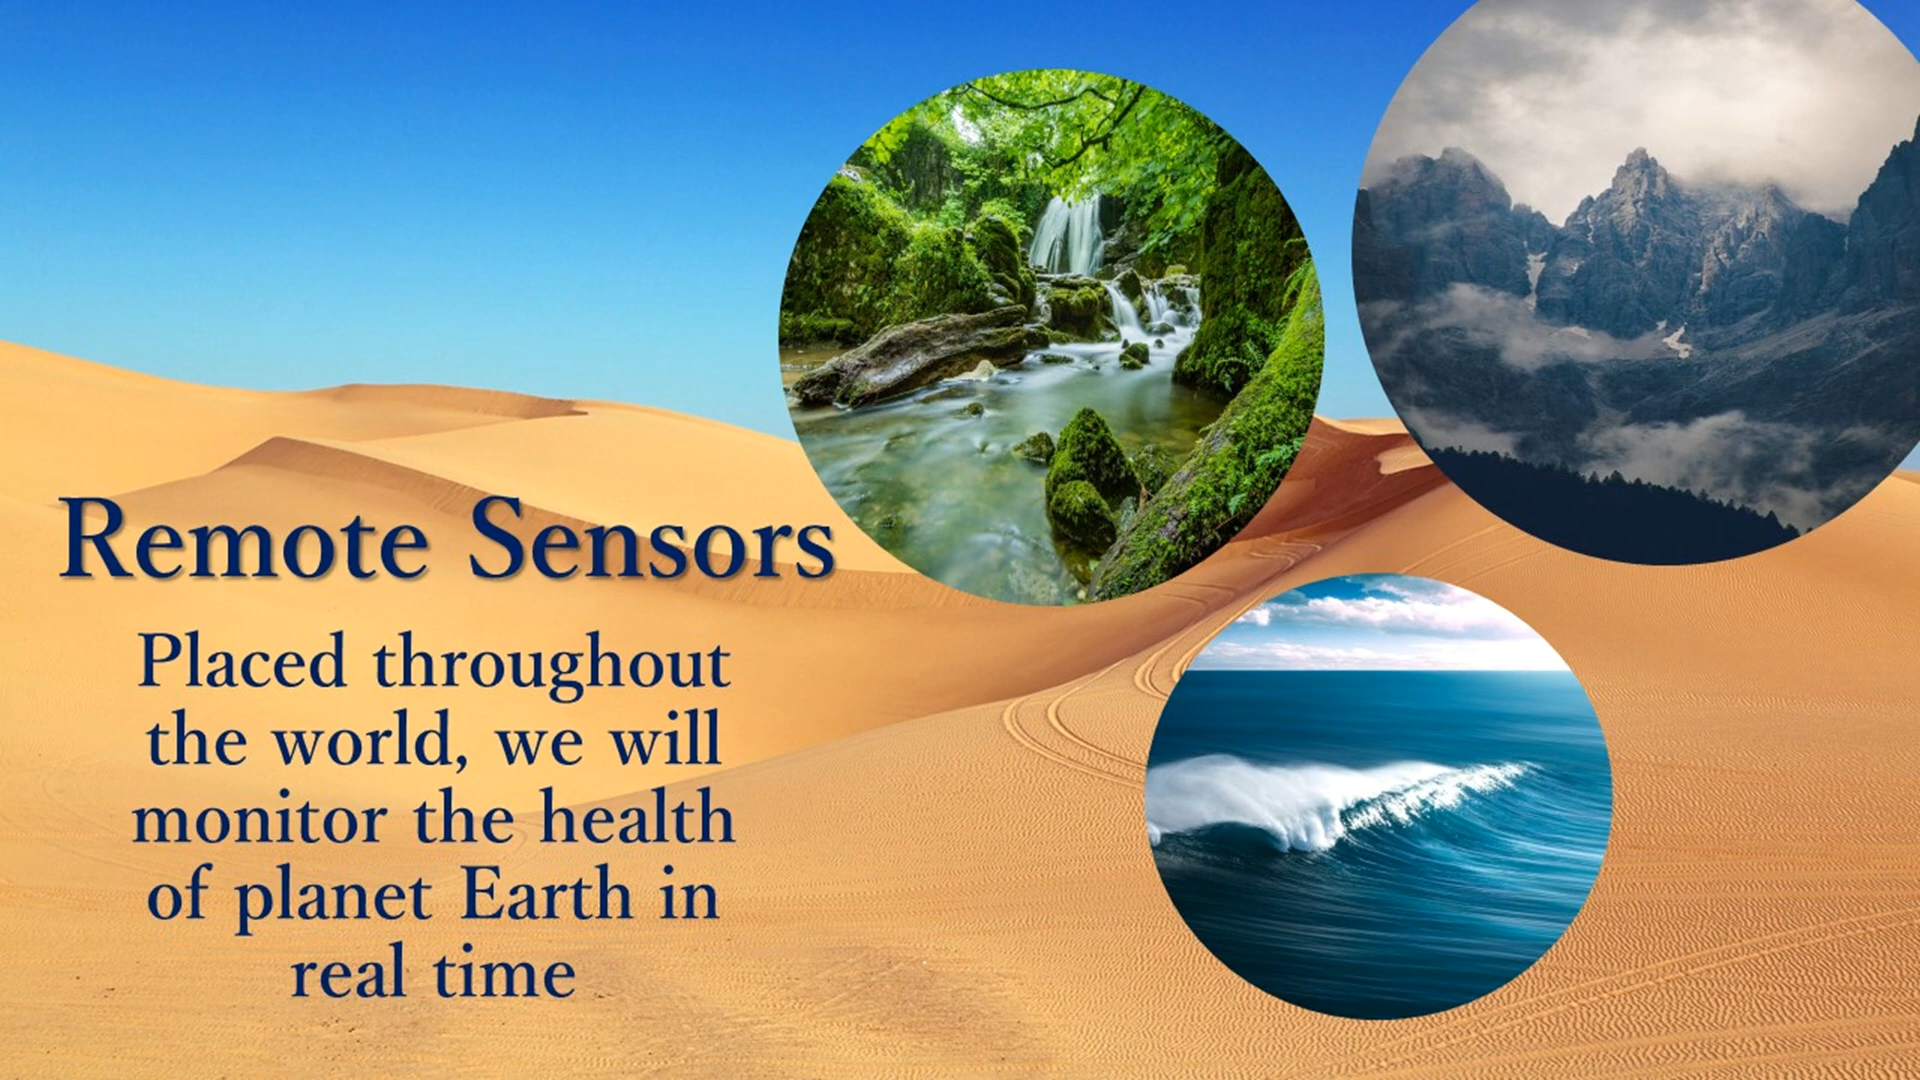 Remote Sensors
Placed throughout
the world, we will
monitor the health
of planet Earth in
real time